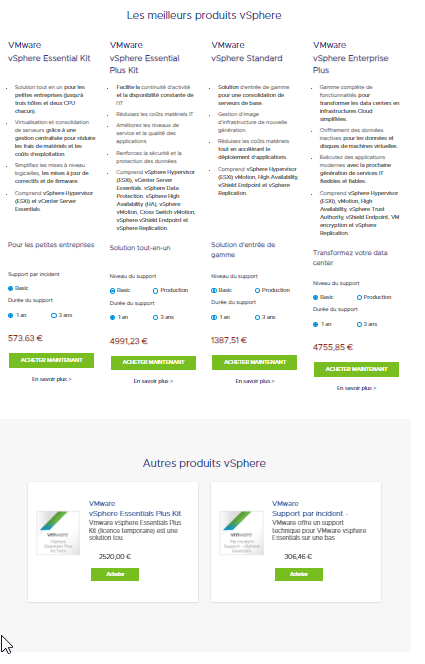 Les meilleurs produits vSphere
VMware
vSphere Essential Kit
Solution tout en un pour les
petites entreprises (jusqu'à
trois hôtes et deux CPU
chacun).
Virtualisation et consolidation
de serveurs grâce à une
gestion centralisée pour réduire
les frais de matériels et les
coûts d'exploitation.
Simplifiez les mises à niveau
logicielles, les mises à jour de
correctifs et de firmware.
Comprend vSphere Hypervisor
(ESXi) et vCenter Server
Essentials.
Pour les petites entreprises
Support par incident
Basic
Durée du support
1 an
3 ans
573.63 €
ACHETER MAINTENANT
En savoir plus >
VMware
vSphere Essential
Plus Kit
Facilite la continuité d'activité
et la disponibilité constante de
l'IT
Réduisez les coûts matériels IT
Améliorez les niveaux de
service et la qualité des
applications
Renforcez la sécurité et la
protection des données
Comprend vSphere Hypervisor
(ESXi), vCenter Server
Essentials, vSphere Data
Protection, vSphere High
Availability (HA), vSphere
vMotion, Cross Switch vMotion,
vSphere vShield Endpoint et
vSphere Replication.
Solution tout-en-un
Niveau du support
Basic
Production
Durée du support
1 an
3 ans
4991,23 €
ACHETER MAINTENANT
En savoir plus >
VMware
vSphere Standard
Solution d'entrée de gamme
pour une consolidation de
serveurs de base.
Gestion d'image
d'infrastructure de nouvelle
génération.
Réduisez les coûts matériels
tout en accélérant le
déploiement d'applications.
Comprend vSphere Hypervisor
(ESXi) vMotion, High Availability,
vShield Endpoint et vSphere
Replication.
Solution d'entrée de
gamme
Niveau du support
Basic
Production
Durée du support
1 an
3 ans
1387,51 €
ACHETER MAINTENANT
En savoir plus >
VMware
vSphere Enterprise
Plus
Gamme complète de
fonctionnalités pour
transformer les data centers en
infrastructures Cloud
simplifiées.
Chiffrement des données
inactives pour les données et
disques de machines virtuelles.
Exécutez des applications
modernes avec la prochaine
génération de services IT
flexibles et fiables.
Comprend vSphere Hypervisor
(ESXi), vMotion, High
Availability, vSphere Trust
Authority, vShield Endpoint, VM
encryption et vSphere
Replication.
Transformez votre data
center
Niveau du support
Basic
Production
Durée du support
1 an
3 ans
4755,85 €
ACHETER MAINTENANT
En savoir plus >
Autres produits vSphere
vmware
vSphere
Essentials Plus
Kit
VMware
vSphere Essentials Plus Kit
Vmware vSphere Essentials Plus
Kit (licence temporaire) est une
solution tou
2520,00 €
Acheter
vmware
Par incident
Support
Essentials
VMware
Support par incident -
VMware offre un support
technique pour VMware vSphere
Essentials sur une bas
306,46 €
Acheter